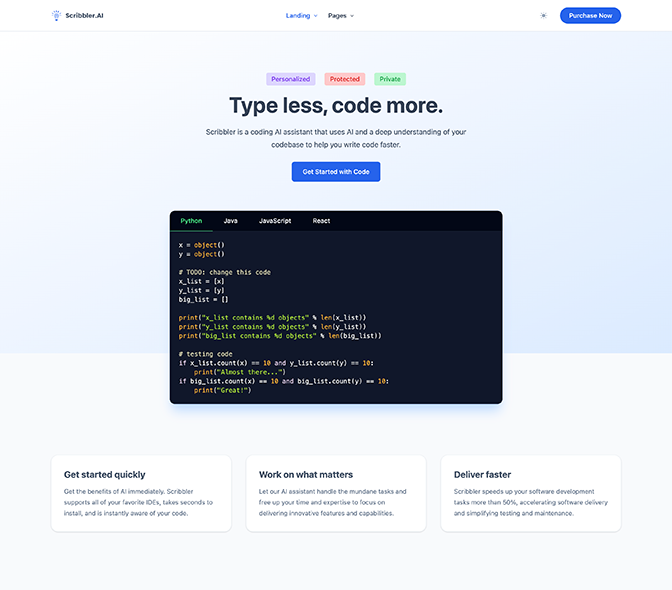 Scribbler.AI
Landing
Pages
Purchase Now
Personalized
Protected
Private
Type less, code more.
Scribbler is a coding AI assistant that uses AI and a deep understanding of your
codebase to help you write code faster.
Get Started with Code
Python
Java
JavaScript
React
x = object()
y = object()
# TODO: change this code
x_list = [x]
y_list = [y]
big_list = []
print("x_list contains %d objects" % len(x_list))
print("y_list contains %d objects" % len(y_list))
print("big_list contains %d objects" % len(big_list))
# testing code
if x_list.count(x) == 10 and y_list.count(y) == 10:
    print("Almost there...")
if big_list.count(x) == 10 and big_list.count(y) == 10:
    print("Great!")
Get started quickly
Get the benefits of AI immediately. Scribbler
supports all of your favorite IDEs, takes seconds to
install, and is instantly aware of your code.
Work on what matters
Let our AI assistant handle the mundane tasks and
free up your time and expertise to focus on
delivering innovative features and capabilities.
Deliver faster
Scribbler speeds up your software development
tasks more than 50%, accelerating software delivery
and simplifying testing and maintenance.